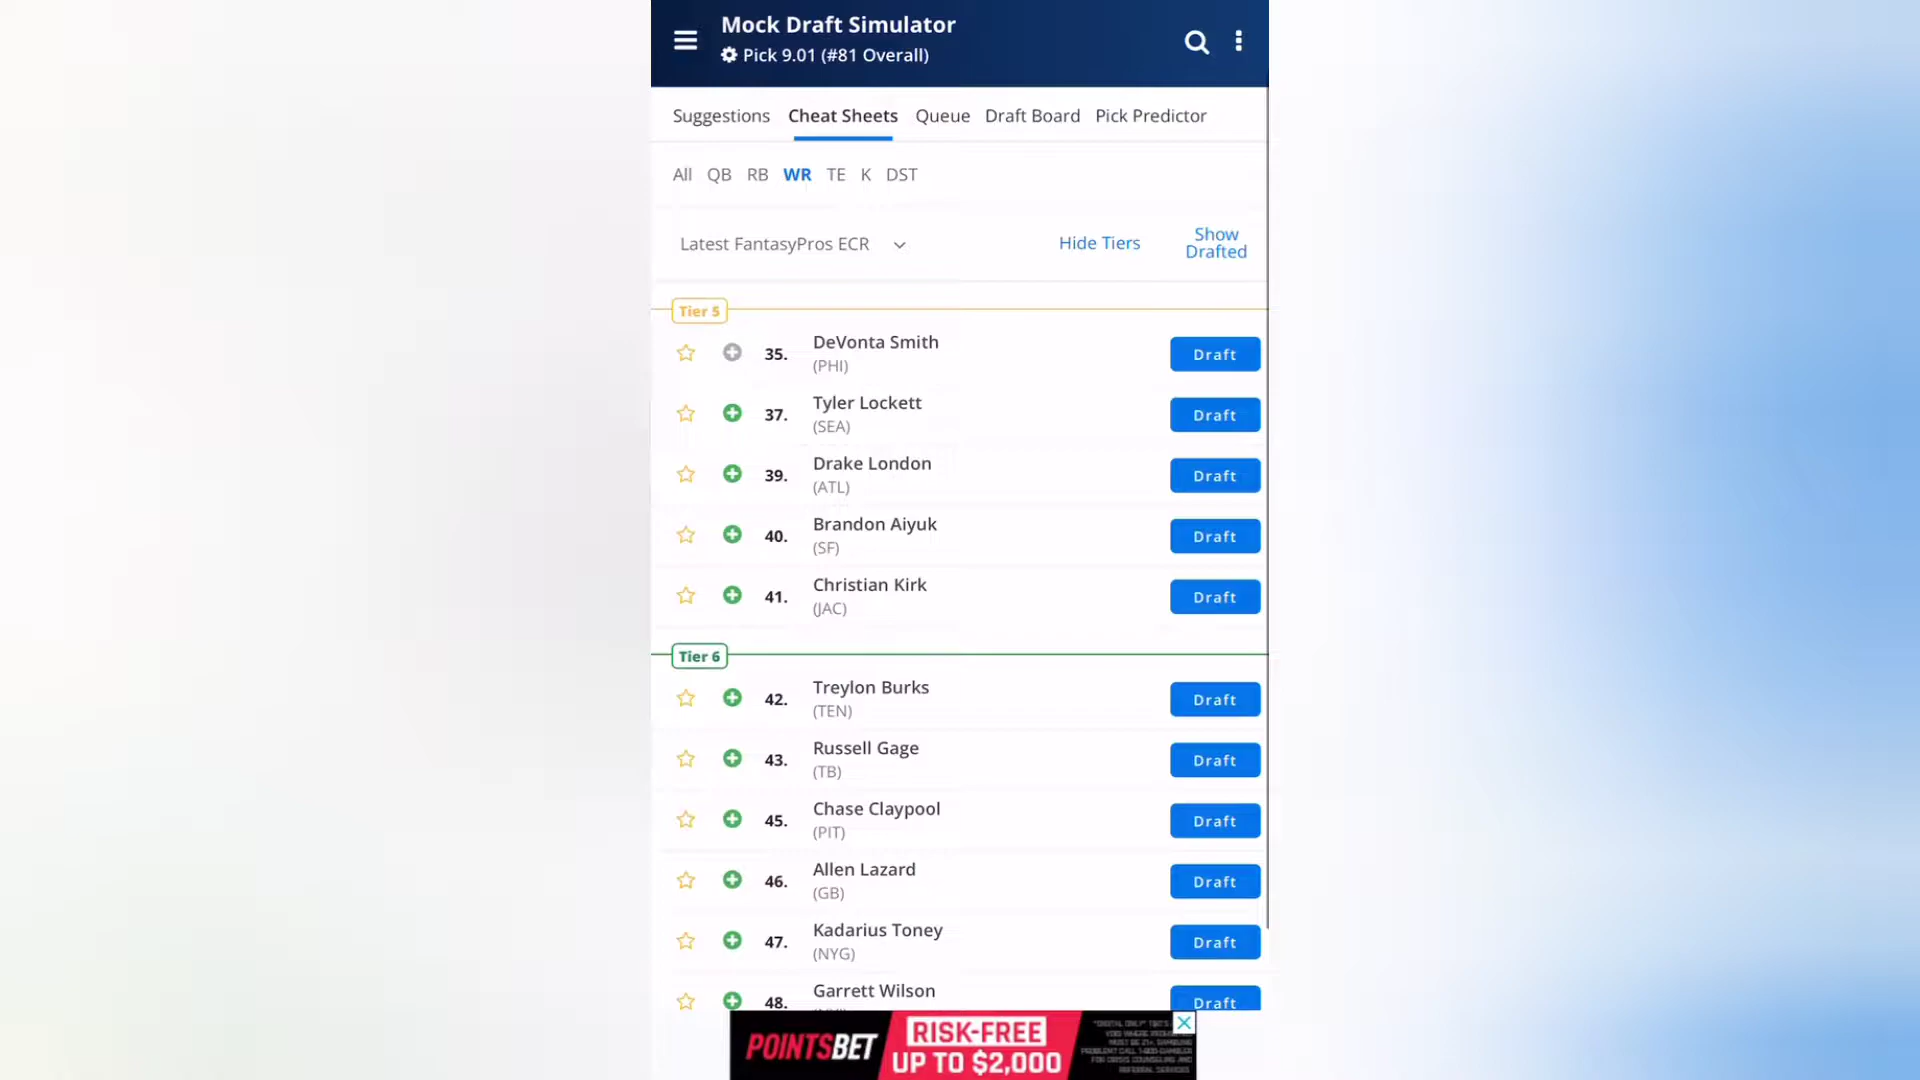 Mock Draft Simulator
Pick 9.01 (#81 Overall)
Suggestions Cheat Sheets Queue Draft Board Pick Predictor
All QB RB WR TE K DST
Latest FantasyPros ECR Hide Tiers Show Drafted
Tier 5
35. DeVonta Smith Draft
(PHI)
37. Tyler Lockett Draft
(SEA)
39. Drake London Draft
(ATL)
40. Brandon Aiyuk Draft
(SF)
41. Christian Kirk Draft
(JAC)
Tier 6
42. Treylon Burks Draft
(TEN)
43. Russell Gage Draft
(TB)
45. Chase Claypool Draft
(PIT)
46. Allen Lazard Draft
(GB)
47. Kadarius Toney Draft
(NYG)
48. Garrett Wilson Draft
POINTSBET
RISK-FREE
UP TO $2,000